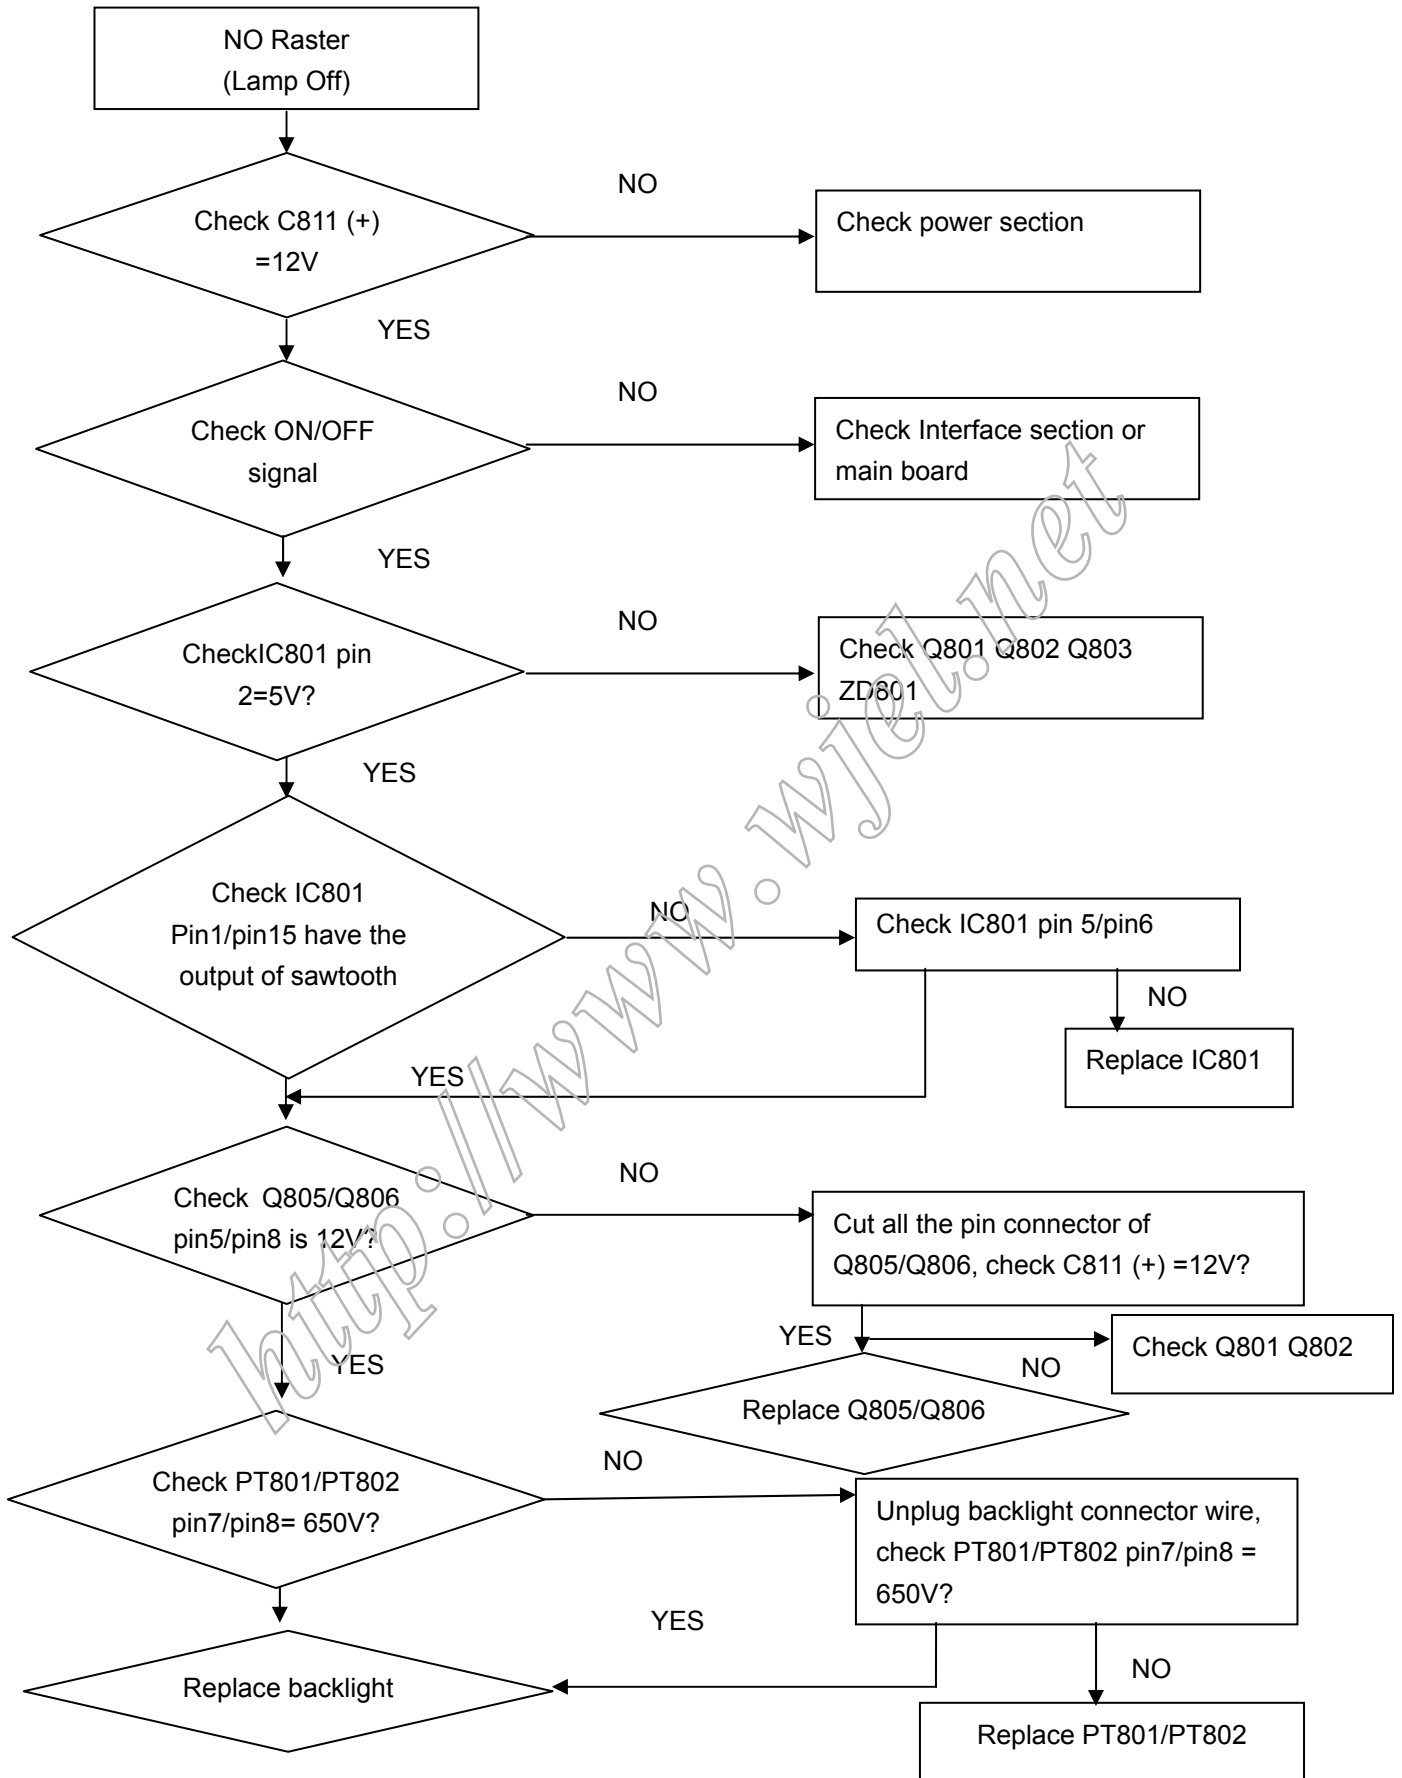 NO Raster
(Lamp Off)
Check C811 (+)
=12V
NO
Check power section
YES
Check ON/OFF
signal
NO
Check Interface section or
main board
YES
CheckIC801 pin
2=5V?
NO
Check Q801 Q802 Q803
ZD801
YES
Check IC801
Pin1/pin15 have the
output of sawtooth
NO
Check IC801 pin 5/pin6
NO
Replace IC801
YES
Check Q805/Q806
pin5/pin8 is 12V?
NO
Cut all the pin connector of
Q805/Q806, check C811 (+) =12V?
YES
NO
Check Q801 Q802
Replace Q805/Q806
YES
Check PT801/PT802
pin7/pin8= 650V?
NO
Unplug backlight connector wire,
check PT801/PT802 pin7/pin8 =
650V?
YES
NO
Replace backlight
Replace PT801/PT802
http://www.wjel.net